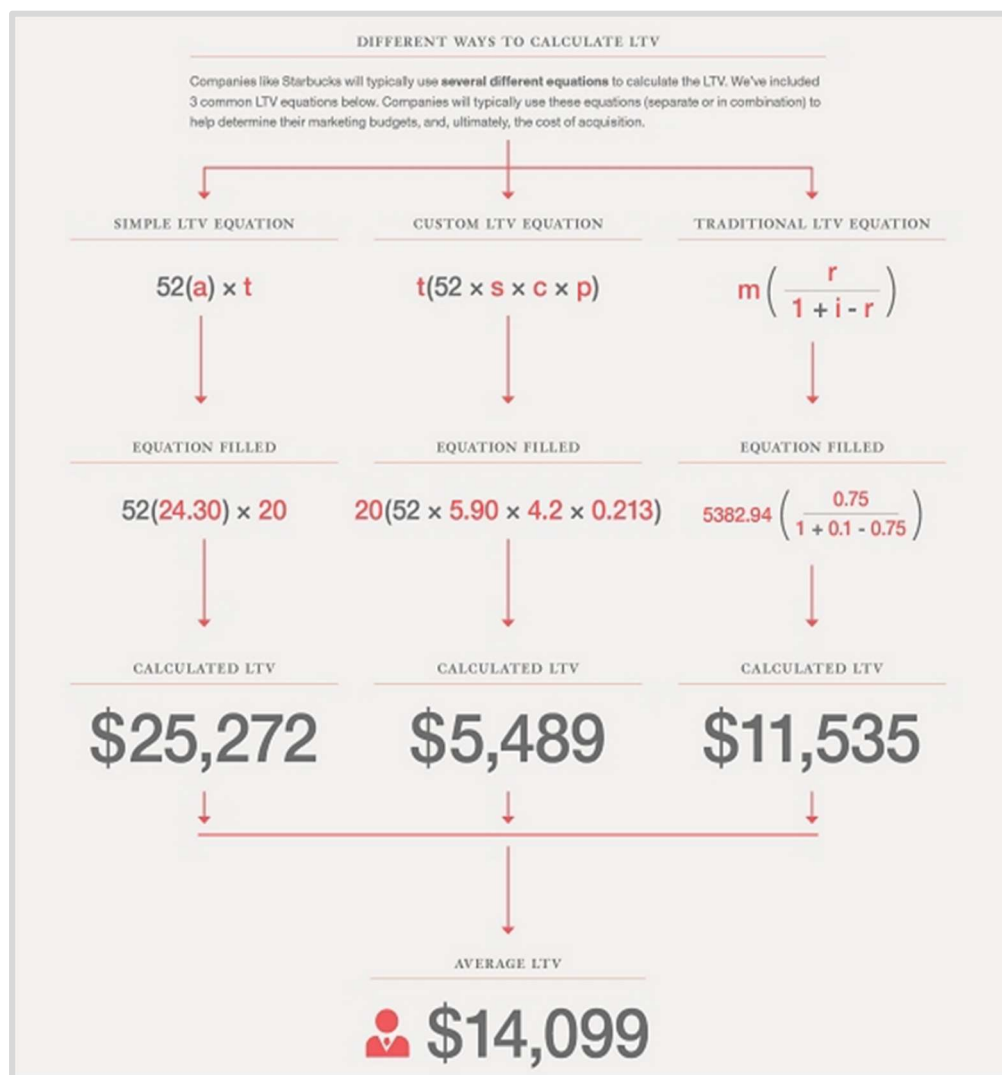 DIFFERENT WAYS TO CALCULATE LTV
Companies like Starbucks will typically use several different equations to calculate the LTV. We've included
3 common LTV equations below. Companies will typically use these equations (separate or in combination) to
help determine their marketing budgets, and, ultimately, the cost of acquisition.
SIMPLE LTV EQUATION
52(a) × t
EQUATION FILLED
52(24.30) × 20
CALCULATED LTV
$25,272
CUSTOM LTV EQUATION
t(52 × s × c × p)
EQUATION FILLED
20(52 × 5.90 × 4.2 × 0.213)
CALCULATED LTV
$5,489
TRADITIONAL LTV EQUATION
m ( r
1 + i - r )
EQUATION FILLED
5382.94 ( 0.75
1 + 0.1 - 0.75 )
CALCULATED LTV
$11,535
AVERAGE LTV
$14,099